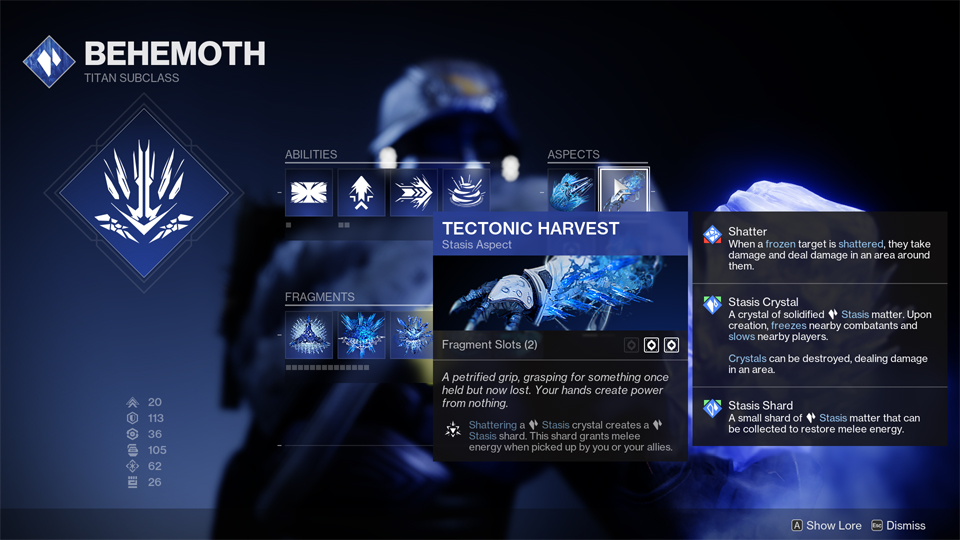 BEHEMOTH
TITAN SUBCLASS
ABILITIES
ASPECTS
FRAGMENTS
TECTONIC HARVEST
Stasis Aspect
Fragment Slots (2)
A petrified grip, grasping for something once
held but now lost. Your hands create power
from nothing.
Shattering a Stasis crystal creates a
Stasis shard. This shard grants melee
energy when picked up by you or your allies.
Shatter
When a frozen target is shattered, they take
damage and deal damage in an area around
them.
Stasis Crystal
A crystal of solidified Stasis matter. Upon
creation, freezes nearby combatants and
slows nearby players.
Crystals can be destroyed, dealing damage
in an area.
Stasis Shard
A small shard of Stasis matter that can
be collected to restore melee energy.
20
113
36
105
62
26
A Show Lore Esc Dismiss